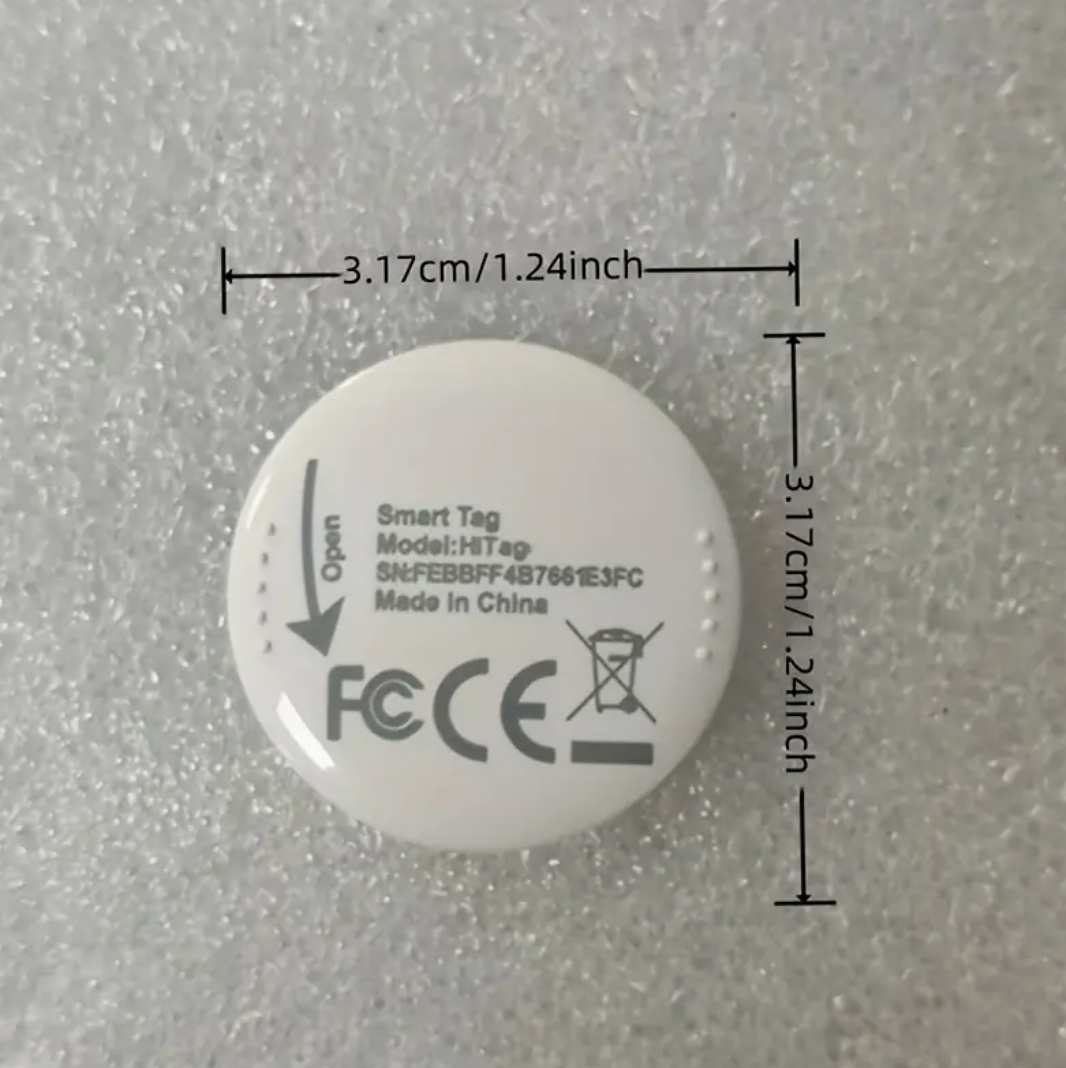 3.17cm/1.24inch
3.17cm/1.24inch
Open
Smart Tag
Model:HiTag
SN:FEBBFF4B7661E3FC
Made in China
FC CE